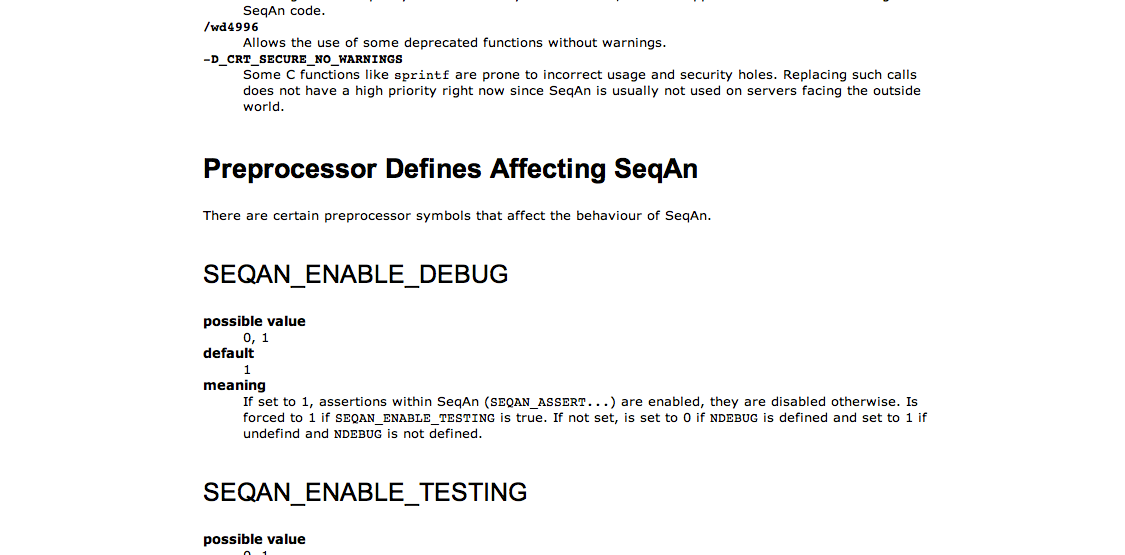 SeqAn code.
/wd4996
Allows the use of some deprecated functions without warnings.
-D_CRT_SECURE_NO_WARNINGS
Some C functions like sprintf are prone to incorrect usage and security holes. Replacing such calls
does not have a high priority right now since SeqAn is usually not used on servers facing the outside
world.
Preprocessor Defines Affecting SeqAn
There are certain preprocessor symbols that affect the behaviour of SeqAn.
SEQAN_ENABLE_DEBUG
possible value
0, 1
default
1
meaning
If set to 1, assertions within SeqAn (SEQAN_ASSERT...) are enabled, they are disabled otherwise. Is
forced to 1 if SEQAN_ENABLE_TESTING is true. If not set, is set to 0 if NDEBUG is defined and set to 1 if
undefind and NDEBUG is not defined.
SEQAN_ENABLE_TESTING
possible value
0, 1